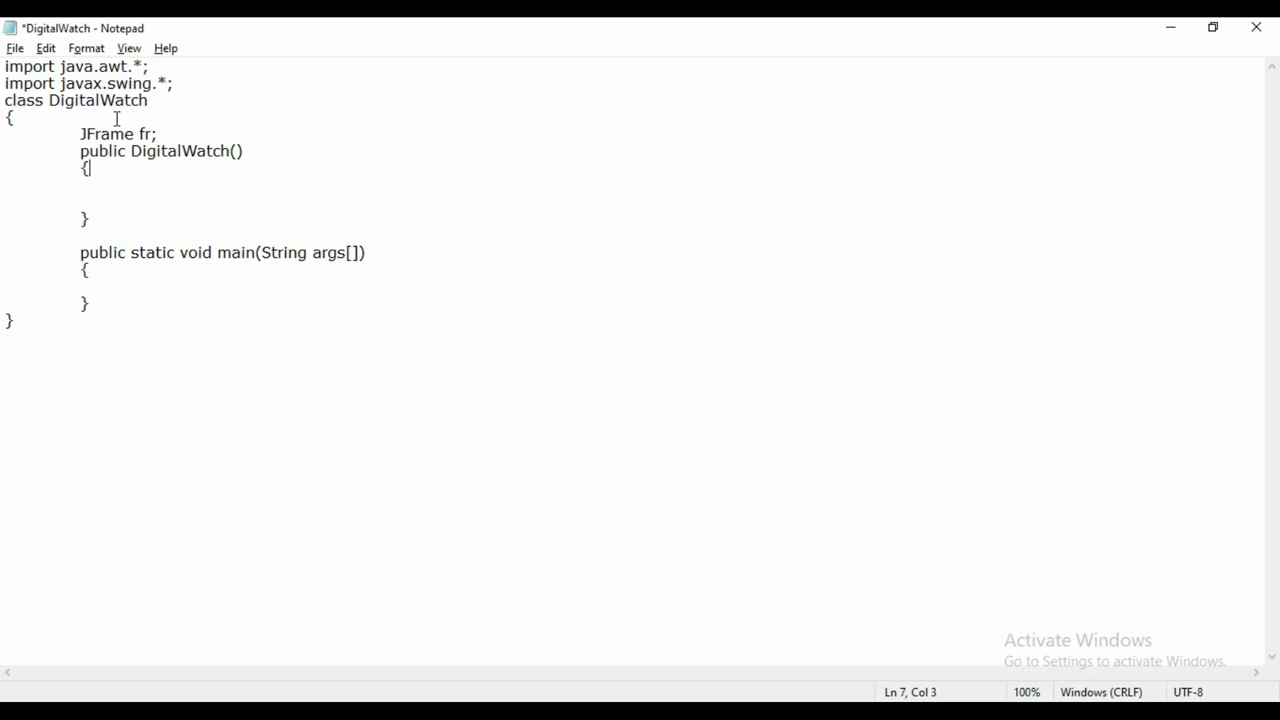 *DigitalWatch - Notepad
File Edit Format View Help
import java.awt.*;
import javax.swing.*;
class DigitalWatch
{
JFrame fr;
public DigitalWatch()
{
}
public static void main(String args[])
{
}
}
Activate Windows
Go to Settings to activate Windows.
Ln 7, Col 3 100% Windows (CRLF) UTF-8